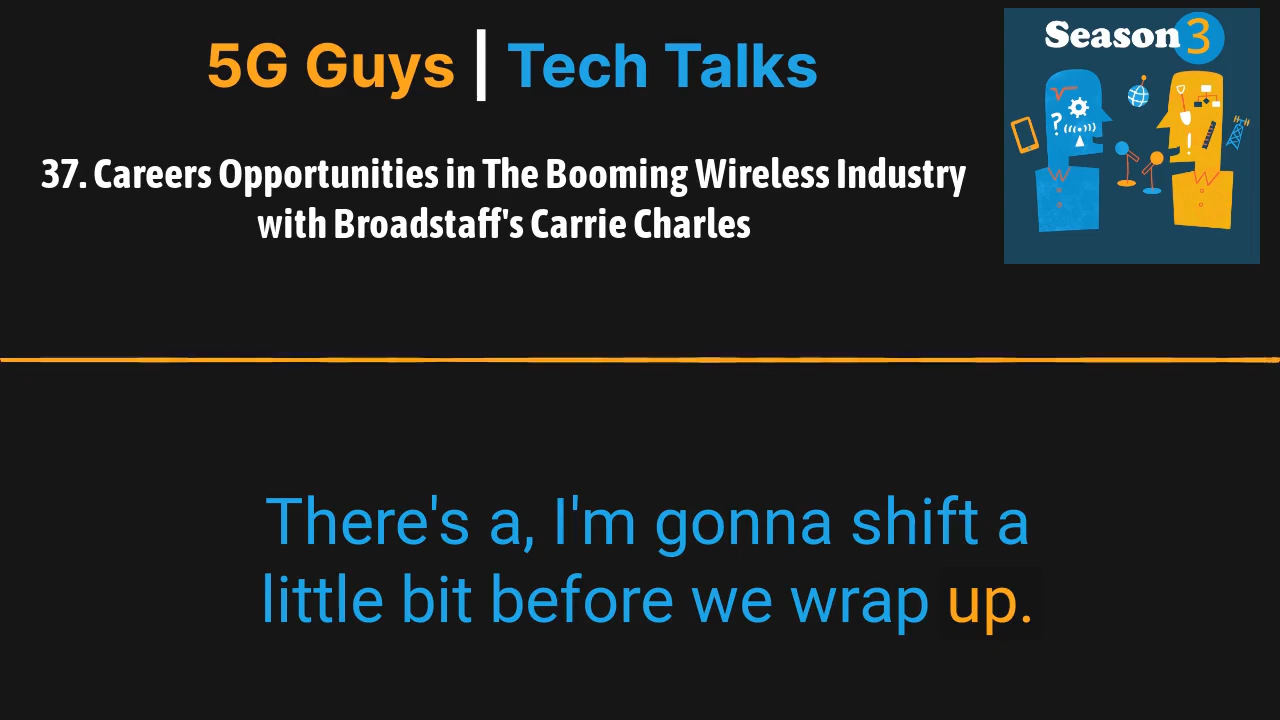 5G Guys | Tech Talks
Season 3
37. Careers Opportunities in The Booming Wireless Industry
with Broadstaff's Carrie Charles
There's a, I'm gonna shift a
little bit before we wrap up.